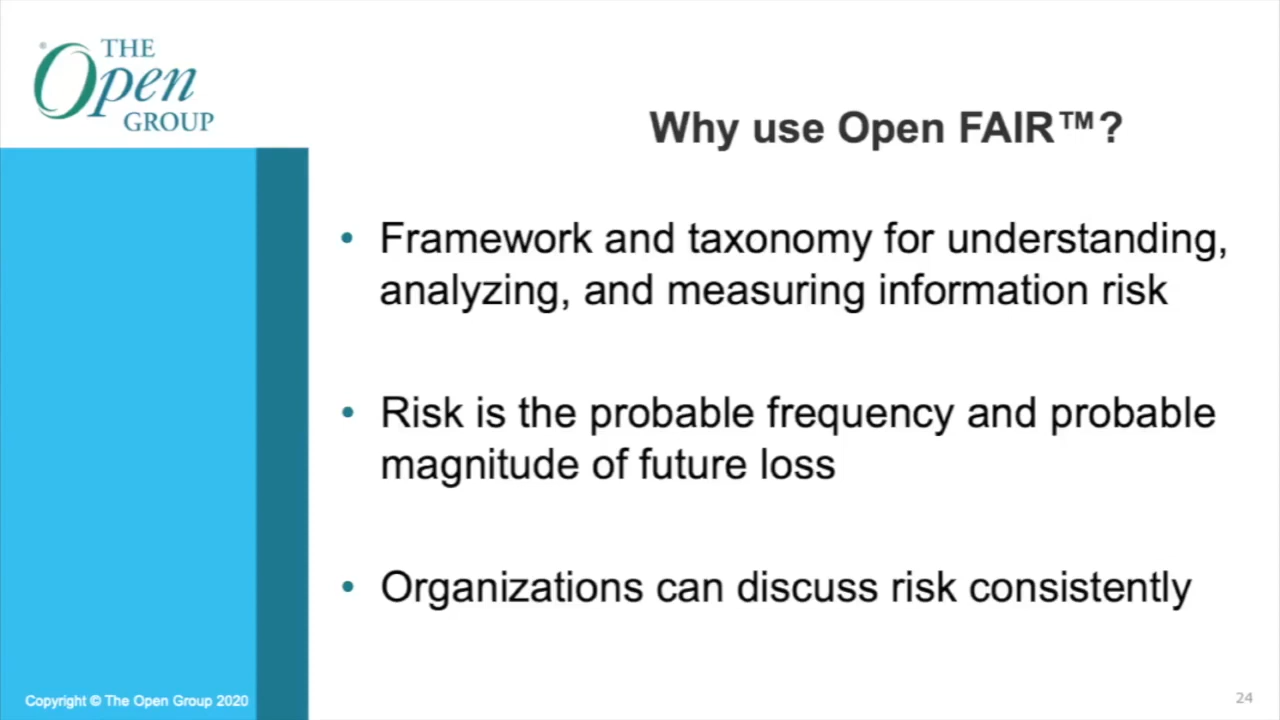 THE
Open
GROUP
Why use Open FAIR™?
• Framework and taxonomy for understanding,
analyzing, and measuring information risk
• Risk is the probable frequency and probable
magnitude of future loss
• Organizations can discuss risk consistently
Copyright © The Open Group 2020
24